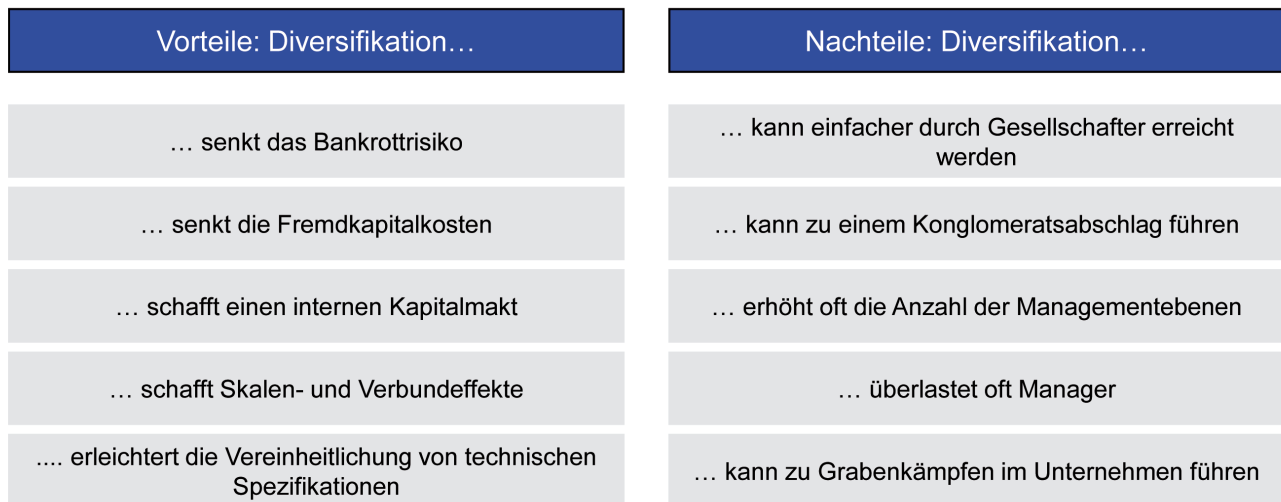 Vorteile: Diversifikation…
… senkt das Bankrottrisiko
… senkt die Fremdkapitalkosten
… schafft einen internen Kapitalmakt
… schafft Skalen- und Verbundeffekte
.... erleichtert die Vereinheitlichung von technischen
Spezifikationen
Nachteile: Diversifikation…
… kann einfacher durch Gesellschafter erreicht
werden
… kann zu einem Konglomeratsabschlag führen
… erhöht oft die Anzahl der Managementebenen
… überlastet oft Manager
… kann zu Grabenkämpfen im Unternehmen führen